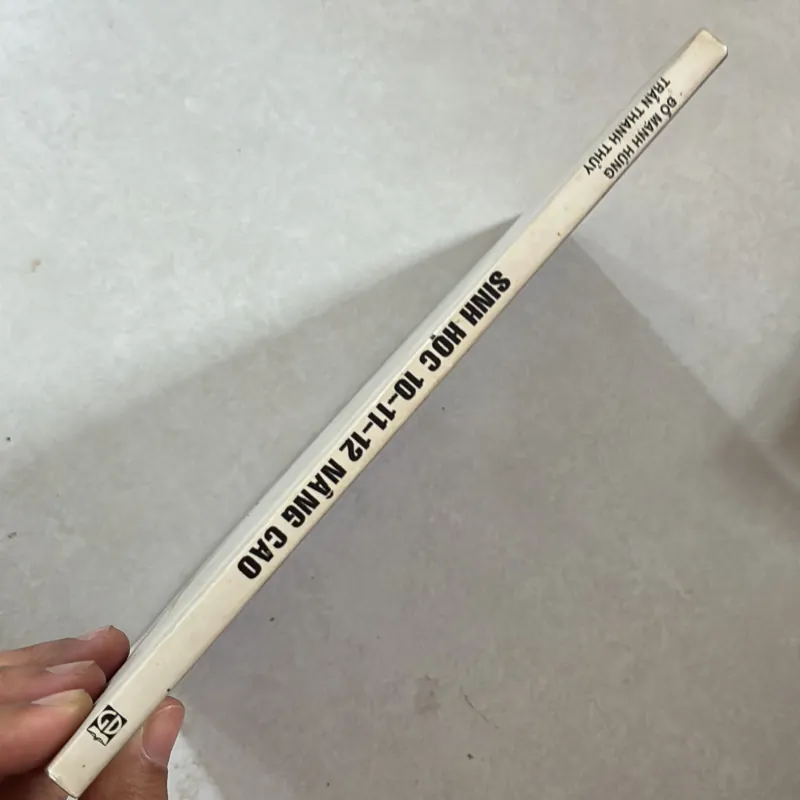 ĐỖ MẠNH HÙNG
TRẦN THANH THỦY
SINH HỌC 10-11-12 NÂNG CAO